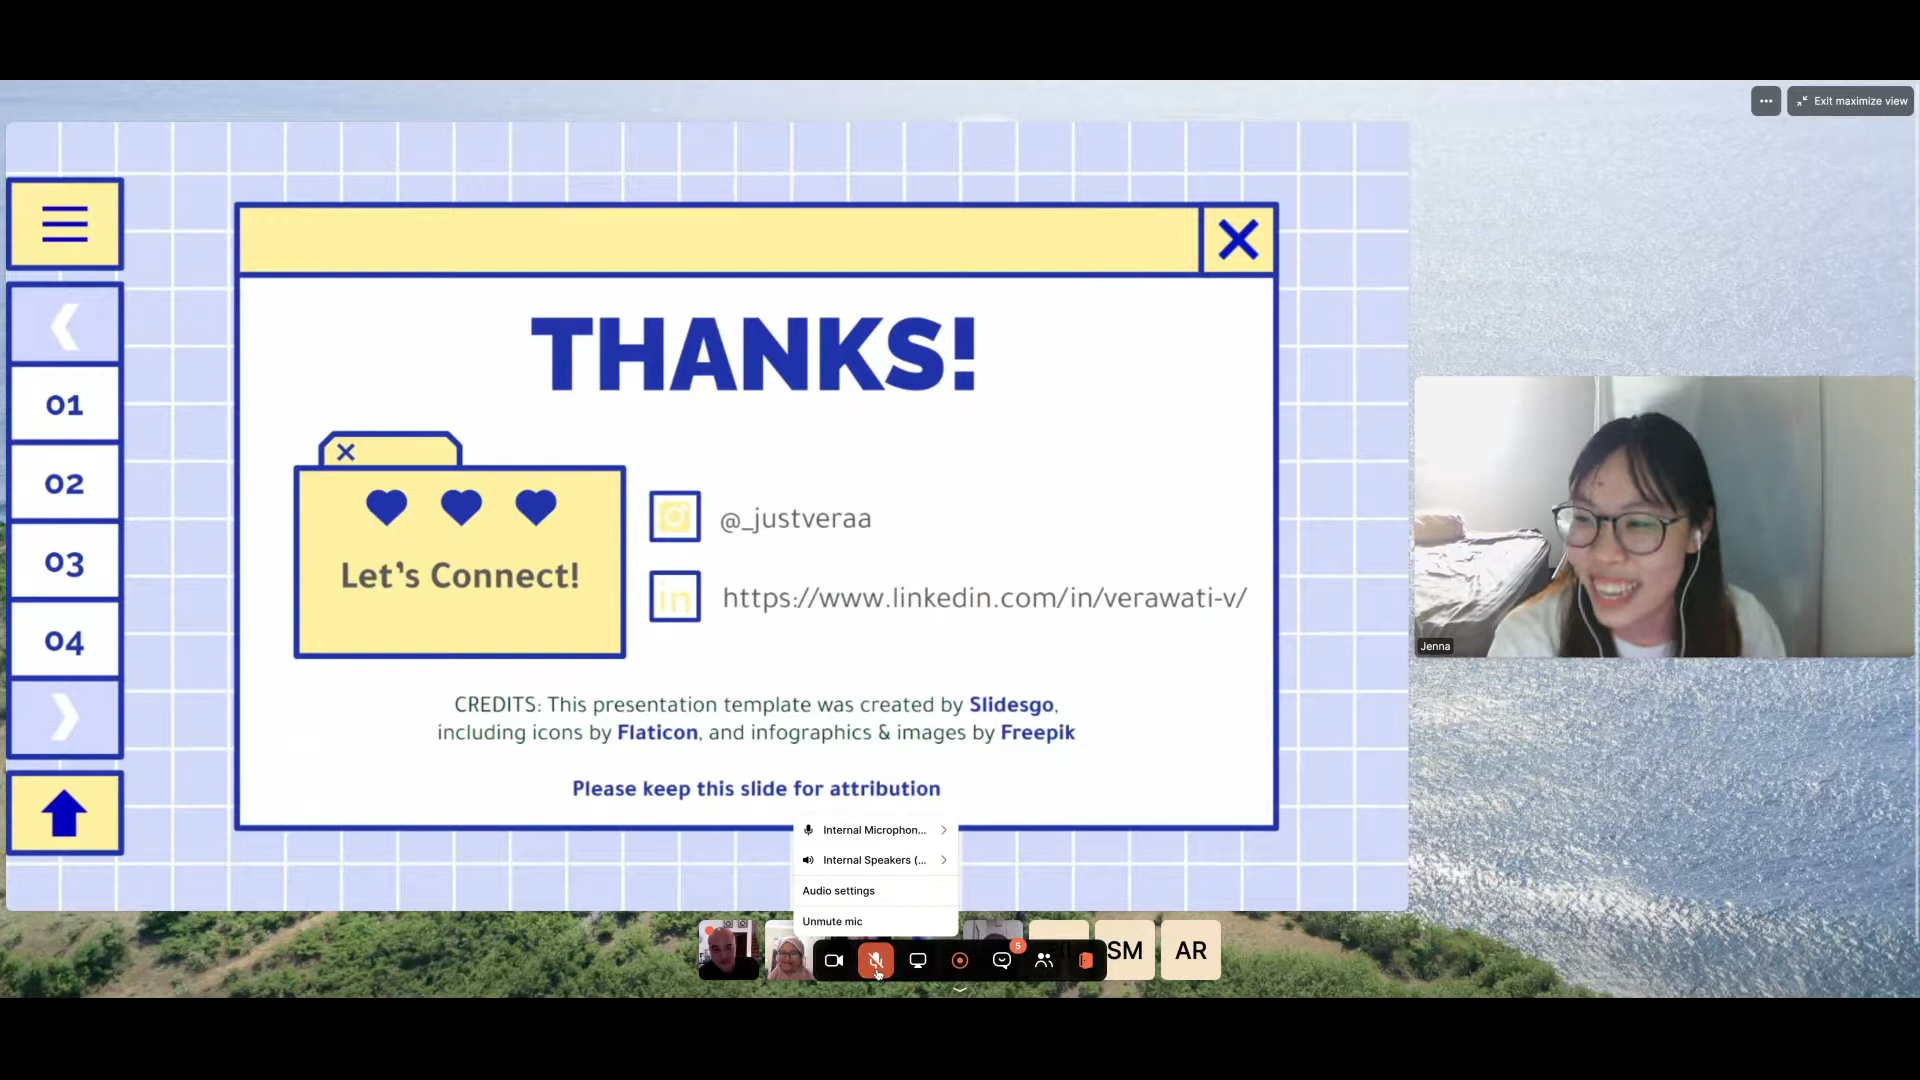 Exit maximize view
THANKS!
01
02
03
04
Let's Connect!
@_justveraa
in
https://www.linkedin.com/in/verawati-v/
CREDITS: This presentation template was created by Slidesgo,
including icons by Flaticon, and infographics & images by Freepik
Please keep this slide for attribution
Jenna
Internal Microphon...
Internal Speakers (...
Audio settings
Unmute mic
5
SM
AR